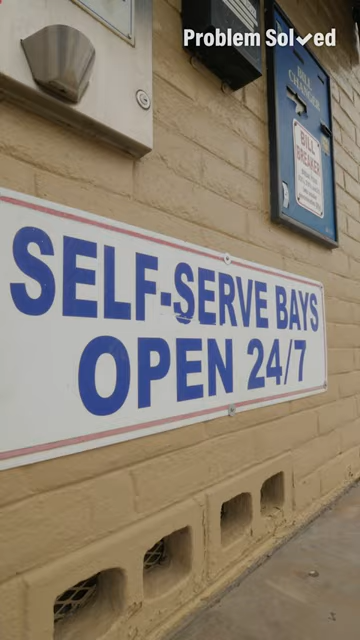 Problem Solved
BILL
CHANGER
BILL
BREAKER
SELF-SERVE BAYS
OPEN 24/7